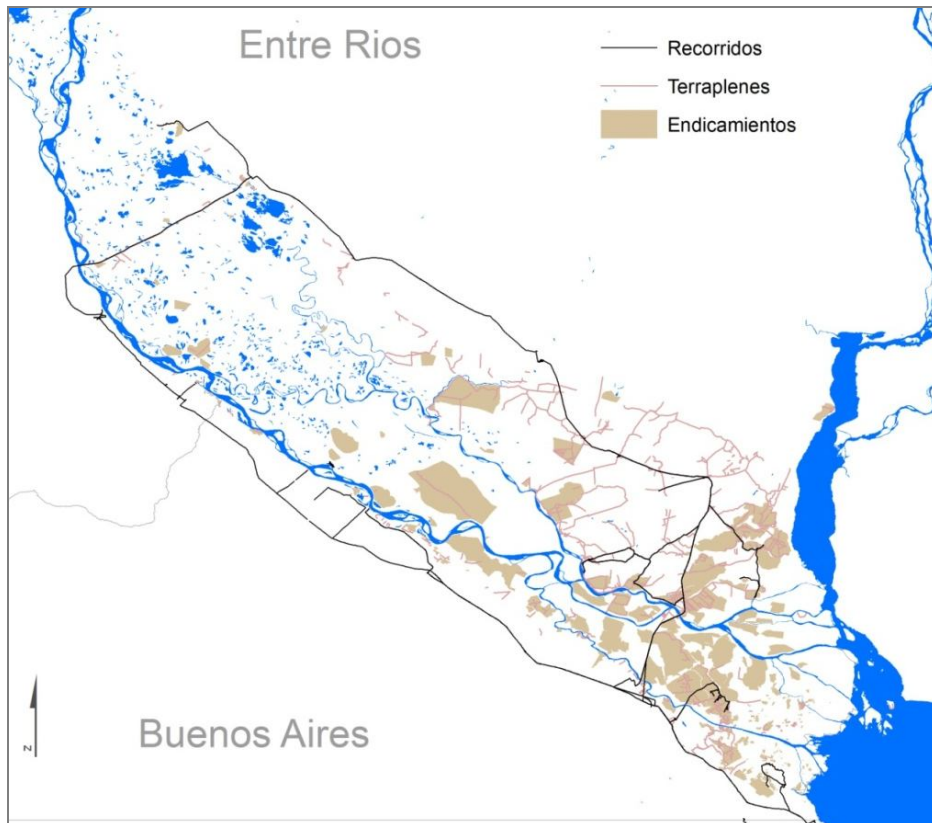 Entre Rios
Recorridos
Terraplenes
Endicamientos
Buenos Aires
N